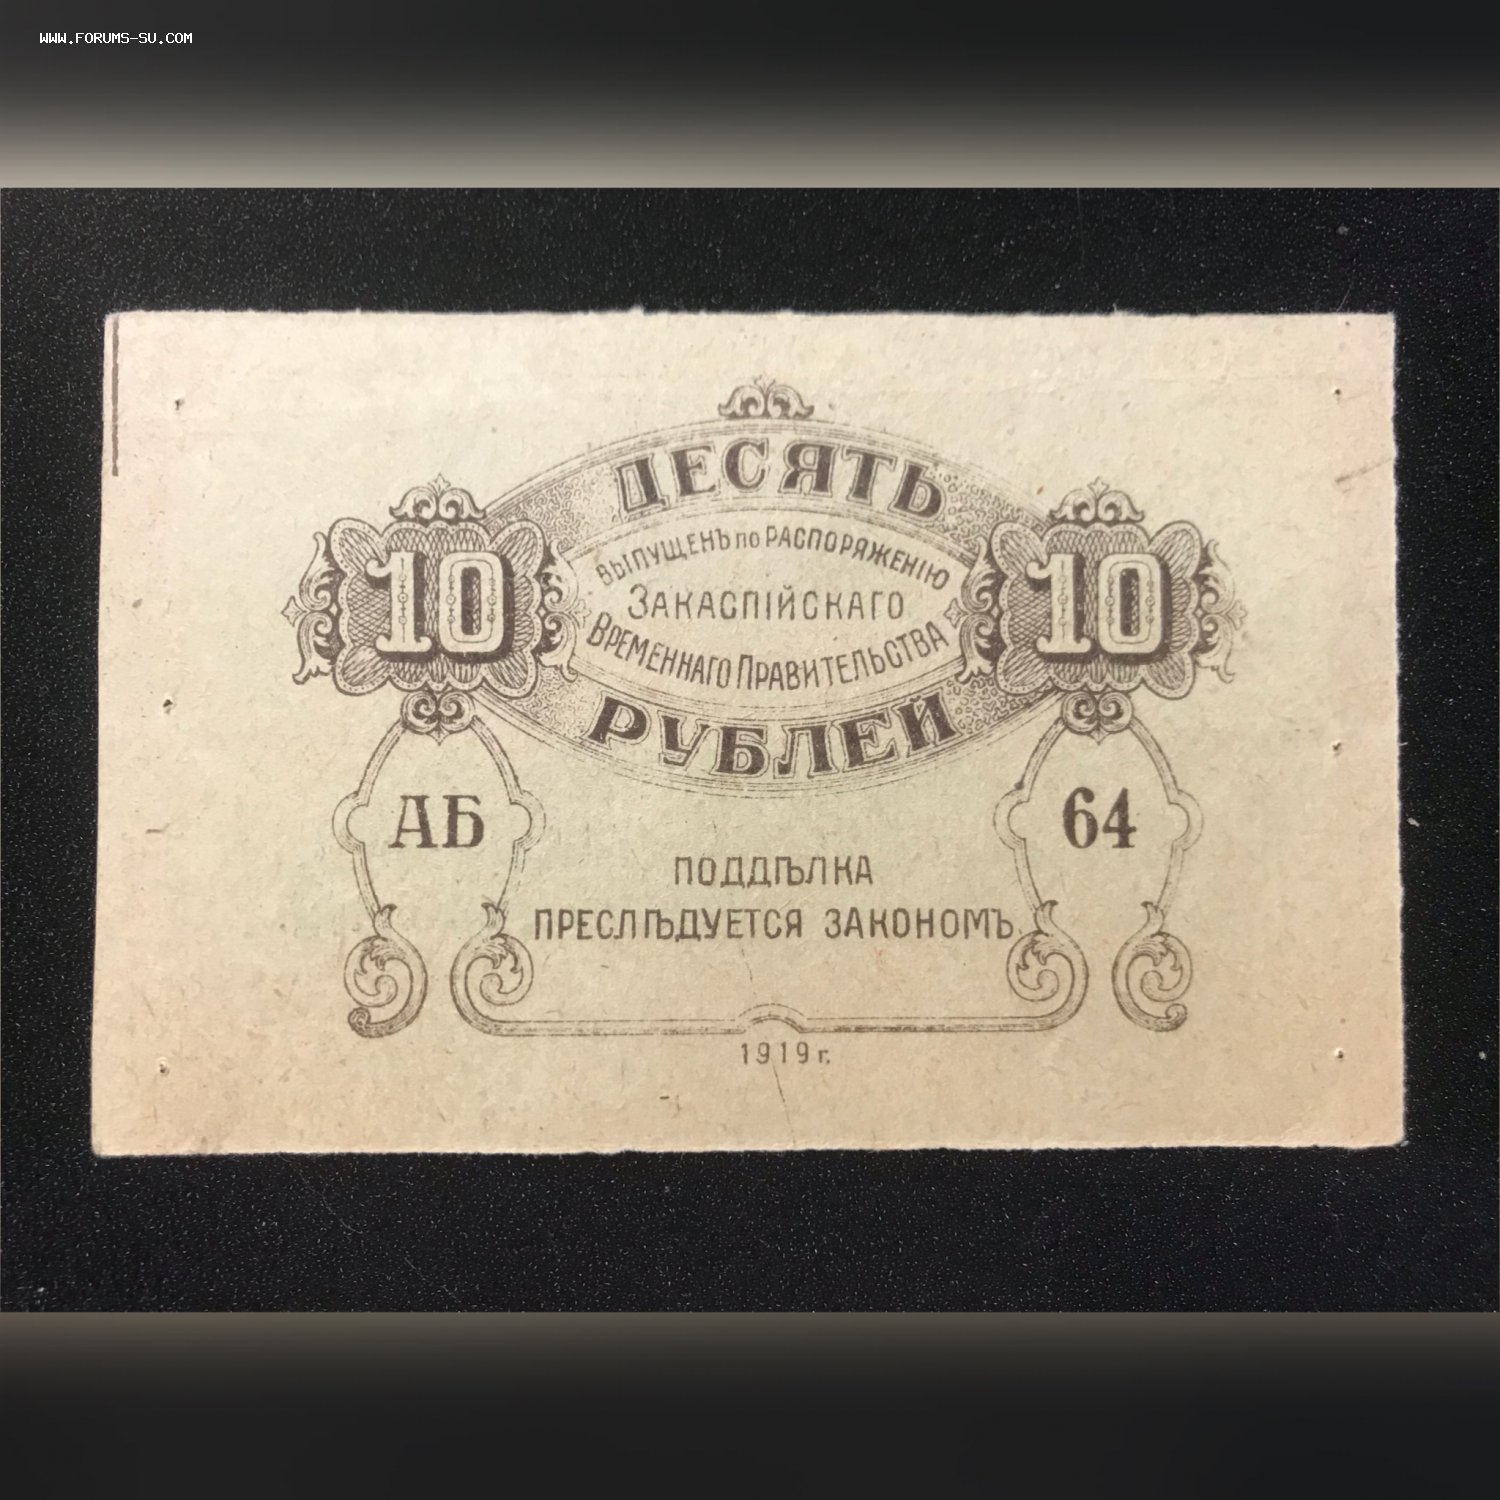 WWW.FORUMS-SU.COM
ДЕСЯТЬ
ВЫПУЩЕНЪ ПО РАСПОРЯЖЕНІЮ
10 ЗАКАСПІЙСКАГО 10
ВРЕМЕННАГО ПРАВИТЕЛЬСТВА
РУБЛЕЙ
АБ 64
ПОДДѢЛКА
ПРЕСЛѢДУЕТСЯ ЗАКОНОМЪ
1919 г.